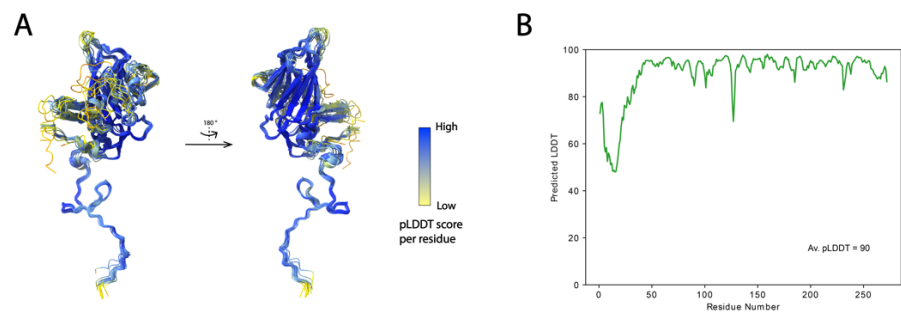 A
180°
High
Low
pLDDT score
per residue
B
100
80
60
40
20
0
Predicted LDDT
Av. pLDDT = 90
0
50
100
150
200
250
Residue Number